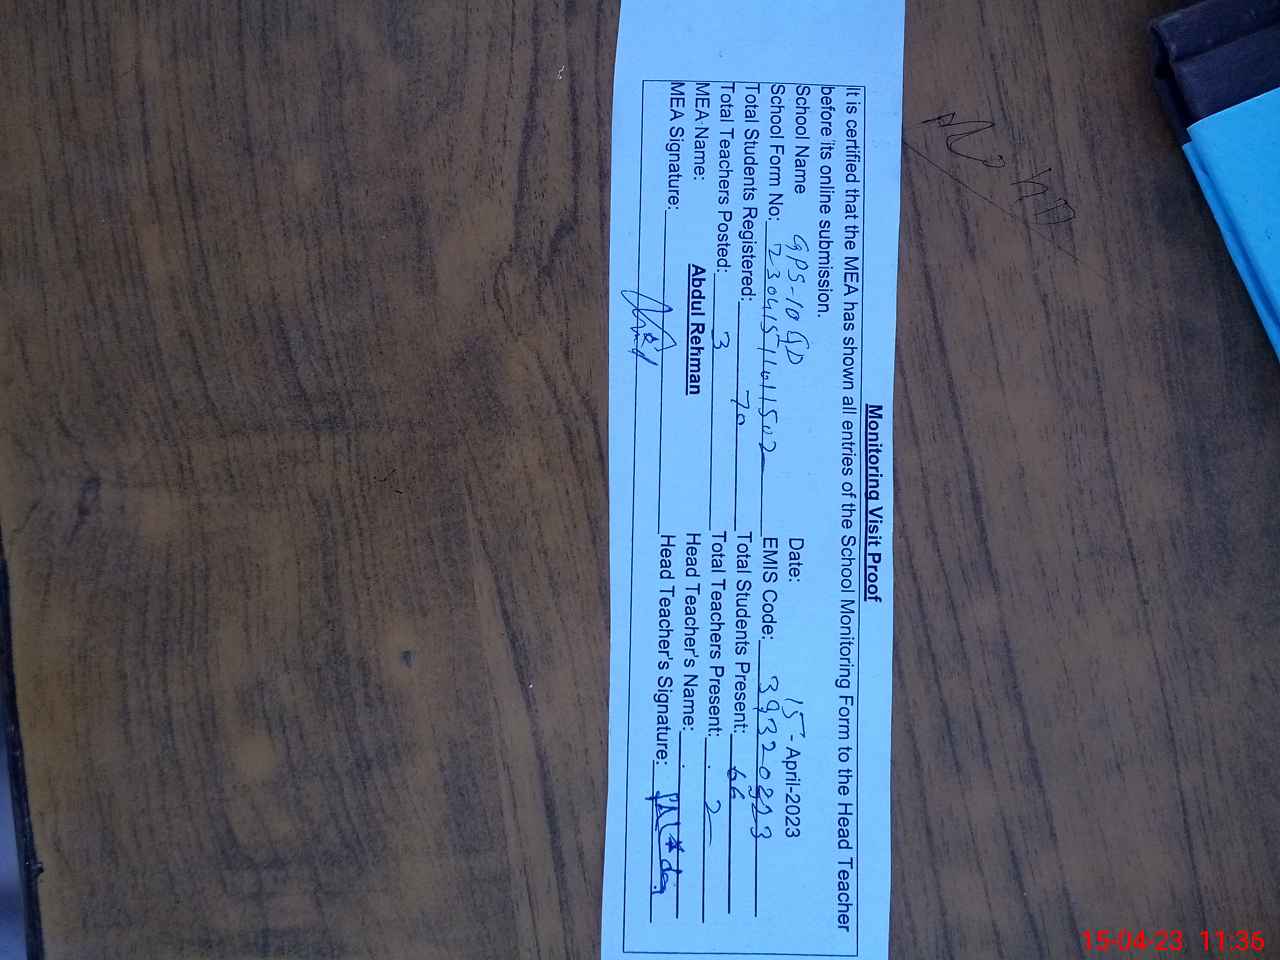 Monitoring Visit Proof
It is certified that the MEA has shown all entries of the School Monitoring Form to the Head Teacher
before its online submission.
School Name GPS-10 GD Date: 15-April-2023
School Form No: 2304151611502 EMIS Code: 39320323
Total Students Registered: 70 Total Students Present: 66
Total Teachers Posted: 3 Total Teachers Present: 2
MEA Name: Abdul Rehman Head Teacher's Name:
MEA Signature: Head Teacher's Signature:
15-04-23 11:36